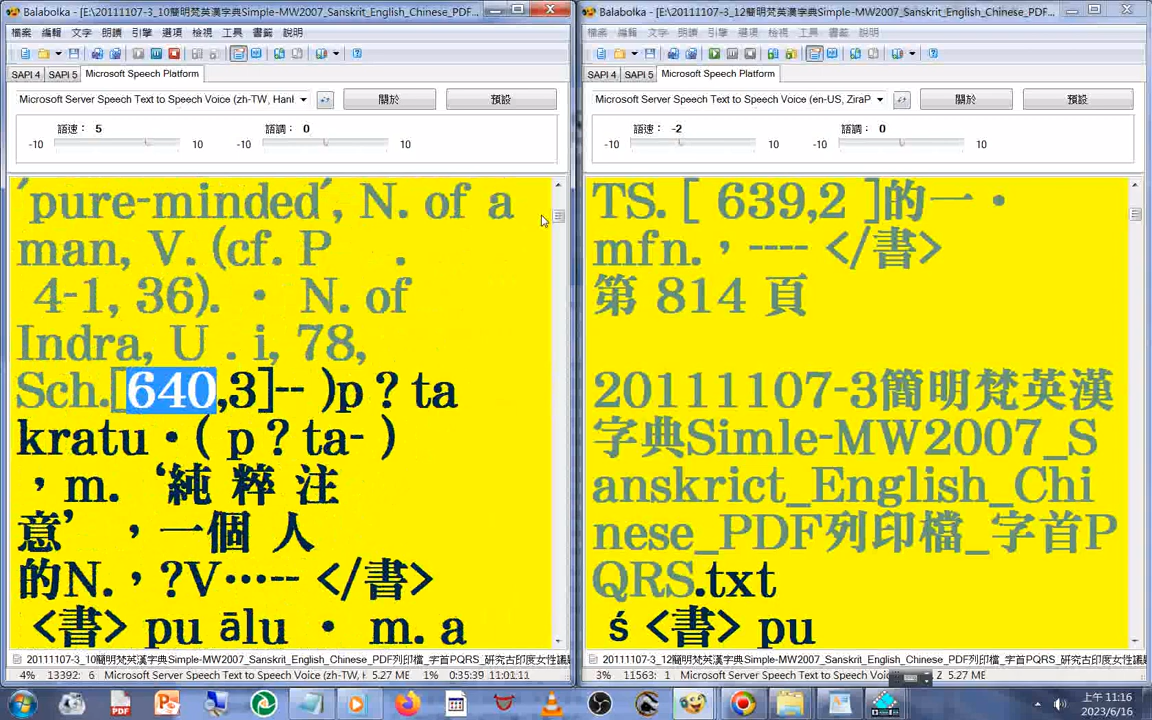 Balabolka - [E:\20111107-3_10簡明梵英漢字典Simple-MW2007_Sanskrit_English_Chinese_PDF...
檔案 編輯 文字 朗讀 引擎 選項 檢視 工具 書籤 說明
SAPI 4 SAPI 5 Microsoft Speech Platform
Microsoft Server Speech Text to Speech Voice (zh-TW, HanI
關於 預設
語速： 5 語調： 0
-10 10 -10 10
'pure-minded', N. of a
man, V. (cf. P .
4-1, 36). • N. of
Indra, U . i, 78,
Sch.[640,3]-- )p？ta
kratu•( p？ta- )
，m.‘純 粹 注
意’ ，一個 人
的N.，?V…-- </書>
<書> pu ālu • m. a
20111107-3_10簡明梵英漢字典Simple-MW2007_Sanskrit_English_Chinese_PDF列印檔_字首PQRS_研究古印度女性議
4% 13392: 6 Microsoft Server Speech Text to Speech Voice (zh-TW, H 5.27 MB 1% 0:35:39 11:01:11
Balabolka - [E:\20111107-3_12簡明梵英漢字典Simple-MW2007_Sanskrit_English_Chinese_PDF...
檔案 編輯 文字 朗讀 引擎 選項 檢視 工具 書籤 說明
SAPI 4 SAPI 5 Microsoft Speech Platform
Microsoft Server Speech Text to Speech Voice (en-US, ZiraP
關於 預設
語速： -2 語調： 0
-10 10 -10 10
TS. [ 639,2 ]的一•
mfn.，---- </書>
第 814 頁
20111107-3簡明梵英漢
字典Simle-MW2007_S
anskrict_English_Chi
nese_PDF列印檔_字首P
QRS.txt
ś <書> pu
20111107-3_12簡明梵英漢字典Simple-MW2007_Sanskrit_English_Chinese_PDF列印檔_字首PQRS_研究古印度女性議題
3% 11563: 1 Microsoft Server Speech Text to Speech Voice (en-US, 5.27 MB
上午 11:16
2023/6/16